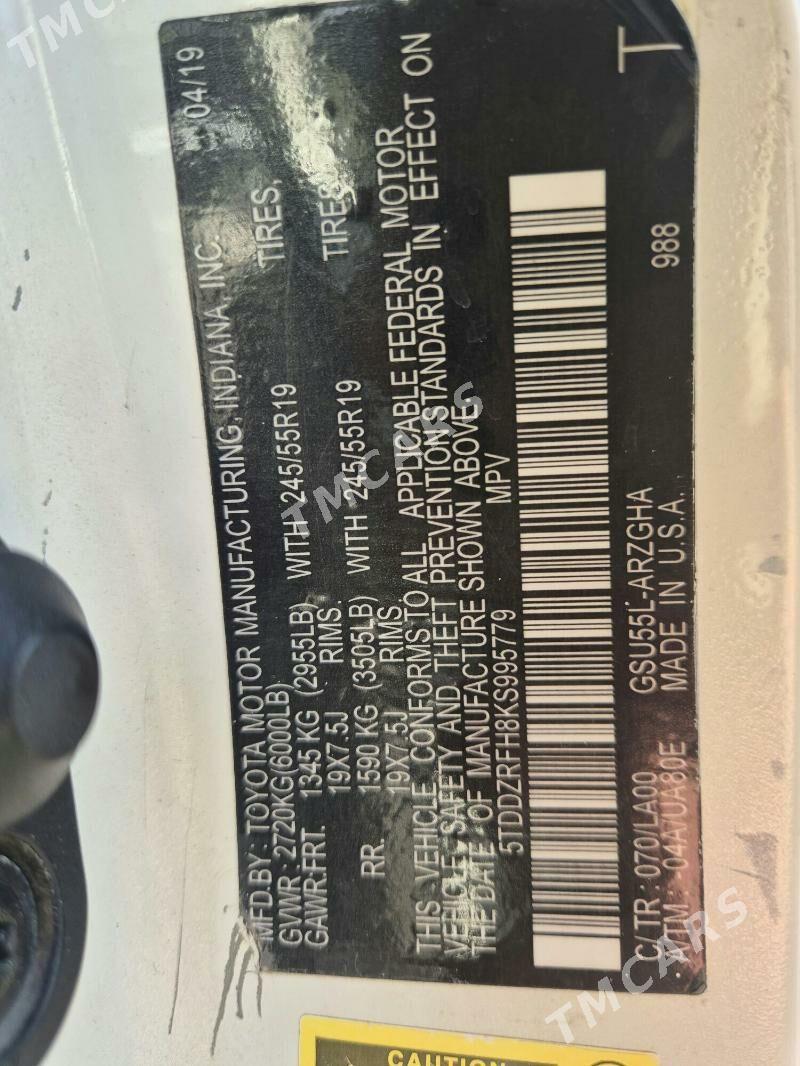 MFD.BY: TOYOTA MOTOR MANUFACTURING, INDIANA, INC. 04/19
GVWR : 2720KG(6000LB)
GAWR:FRT. 1345 KG (2955LB) WITH 245/55R19 TIRES,
19X7.5J RIMS.
RR. 1590 KG (3505LB) WITH 245/55R19 TIRES
19X7.5J RIMS.
THIS VEHICLE CONFORMS TO ALL APPLICABLE FEDERAL MOTOR
VEHICLE SAFETY AND THEFT PREVENTION STANDARDS IN EFFECT ON
THE DATE OF MANUFACTURE SHOWN ABOVE.
5TDDZRFH8KS995779 MPV
C/TR : 070/LA00 GSU55L-ARZGHA 988 T
A/TM : -04A/UA80E MADE IN U.S.A.
CAUTION
TMCARS
TMCARS
TMCARS